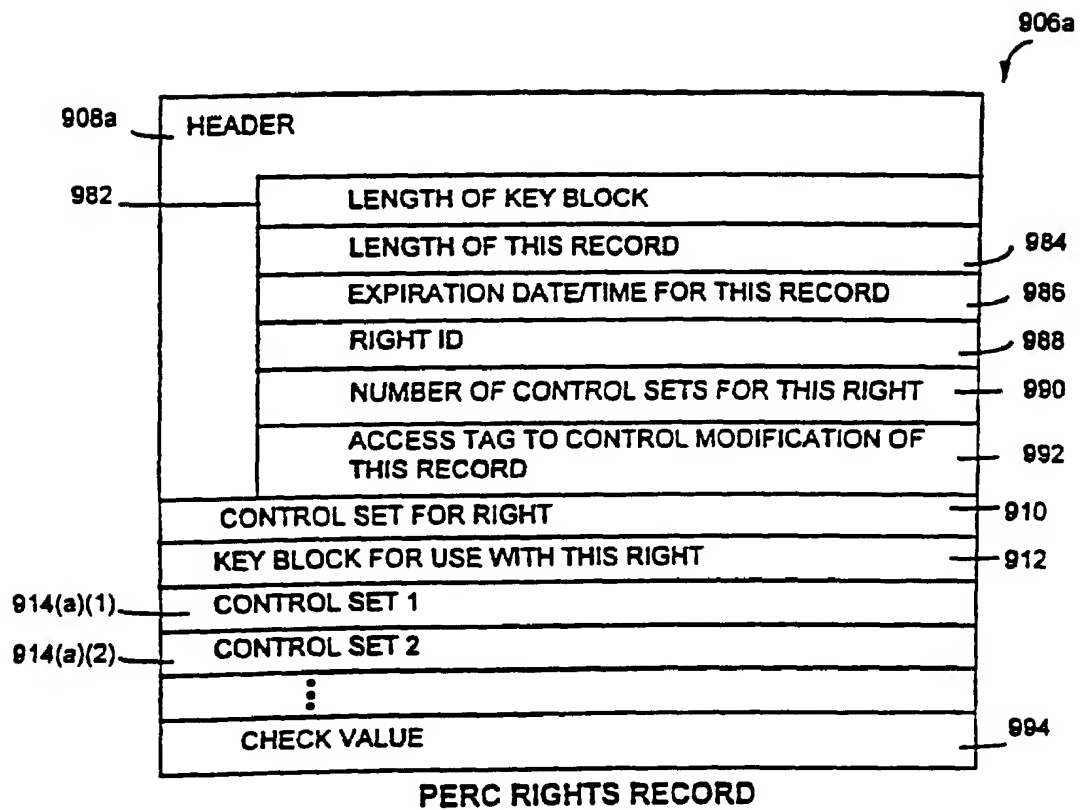 906a
908a HEADER
982 LENGTH OF KEY BLOCK
LENGTH OF THIS RECORD 984
EXPIRATION DATE/TIME FOR THIS RECORD 986
RIGHT ID 988
NUMBER OF CONTROL SETS FOR THIS RIGHT 990
ACCESS TAG TO CONTROL MODIFICATION OF
THIS RECORD 992
CONTROL SET FOR RIGHT 910
KEY BLOCK FOR USE WITH THIS RIGHT 912
914(a)(1) CONTROL SET 1
914(a)(2) CONTROL SET 2
⋮
CHECK VALUE 994
PERC RIGHTS RECORD